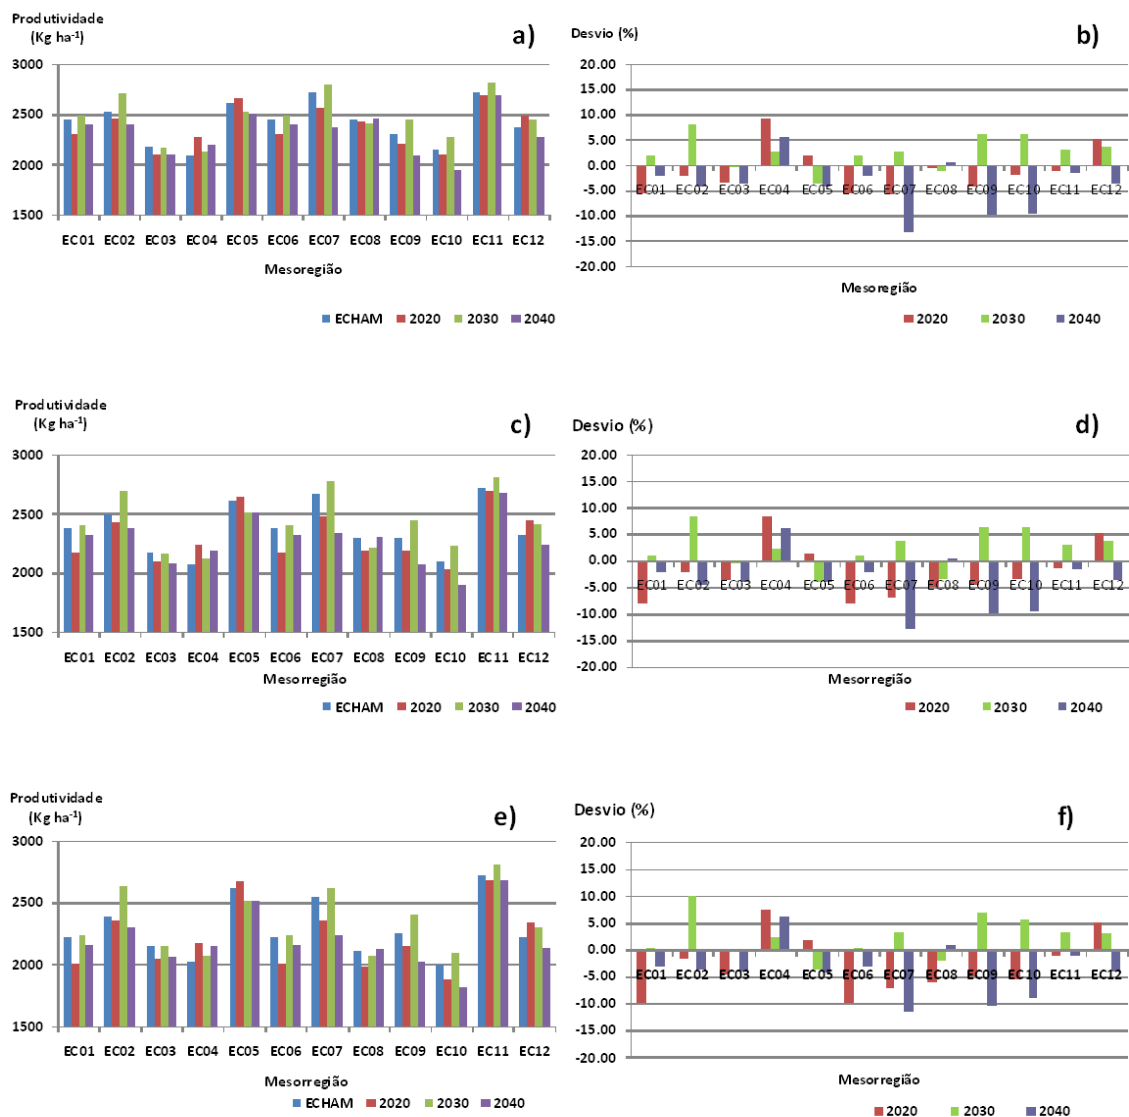 Produtividade
(Kg ha⁻¹)
a)
3000
2500
2000
1500
EC01 EC02 EC03 EC04 EC05 EC06 EC07 EC08 EC09 EC10 EC11 EC12
Mesoregião
ECHAM 2020 2030 2040
Desvio (%)
b)
20.00
15.00
10.00
5.00
0.00
-5.00
-10.00
-15.00
-20.00
EC01 EC02 EC03 EC04 EC05 EC06 EC07 EC08 EC09 EC10 EC11 EC12
Mesoregião
2020 2030 2040
Produtividade
(Kg ha⁻¹)
c)
3000
2500
2000
1500
EC01 EC02 EC03 EC04 EC05 EC06 EC07 EC08 EC09 EC10 EC11 EC12
Mesorregião
ECHAM 2020 2030 2040
Desvio (%)
d)
20.00
15.00
10.00
5.00
0.00
-5.00
-10.00
-15.00
-20.00
EC01 EC02 EC03 EC04 EC05 EC06 EC07 EC08 EC09 EC10 EC11 EC12
Mesorregião
2020 2030 2040
Produtividade
(Kg ha⁻¹)
e)
3000
2500
2000
1500
EC01 EC02 EC03 EC04 EC05 EC06 EC07 EC08 EC09 EC10 EC11 EC12
Mesorregião
ECHAM 2020 2030 2040
Desvio (%)
f)
20.00
15.00
10.00
5.00
0.00
-5.00
-10.00
-15.00
-20.00
EC01 EC02 EC03 EC04 EC05 EC06 EC07 EC08 EC09 EC10 EC11 EC12
Mesorregião
2020 2030 2040